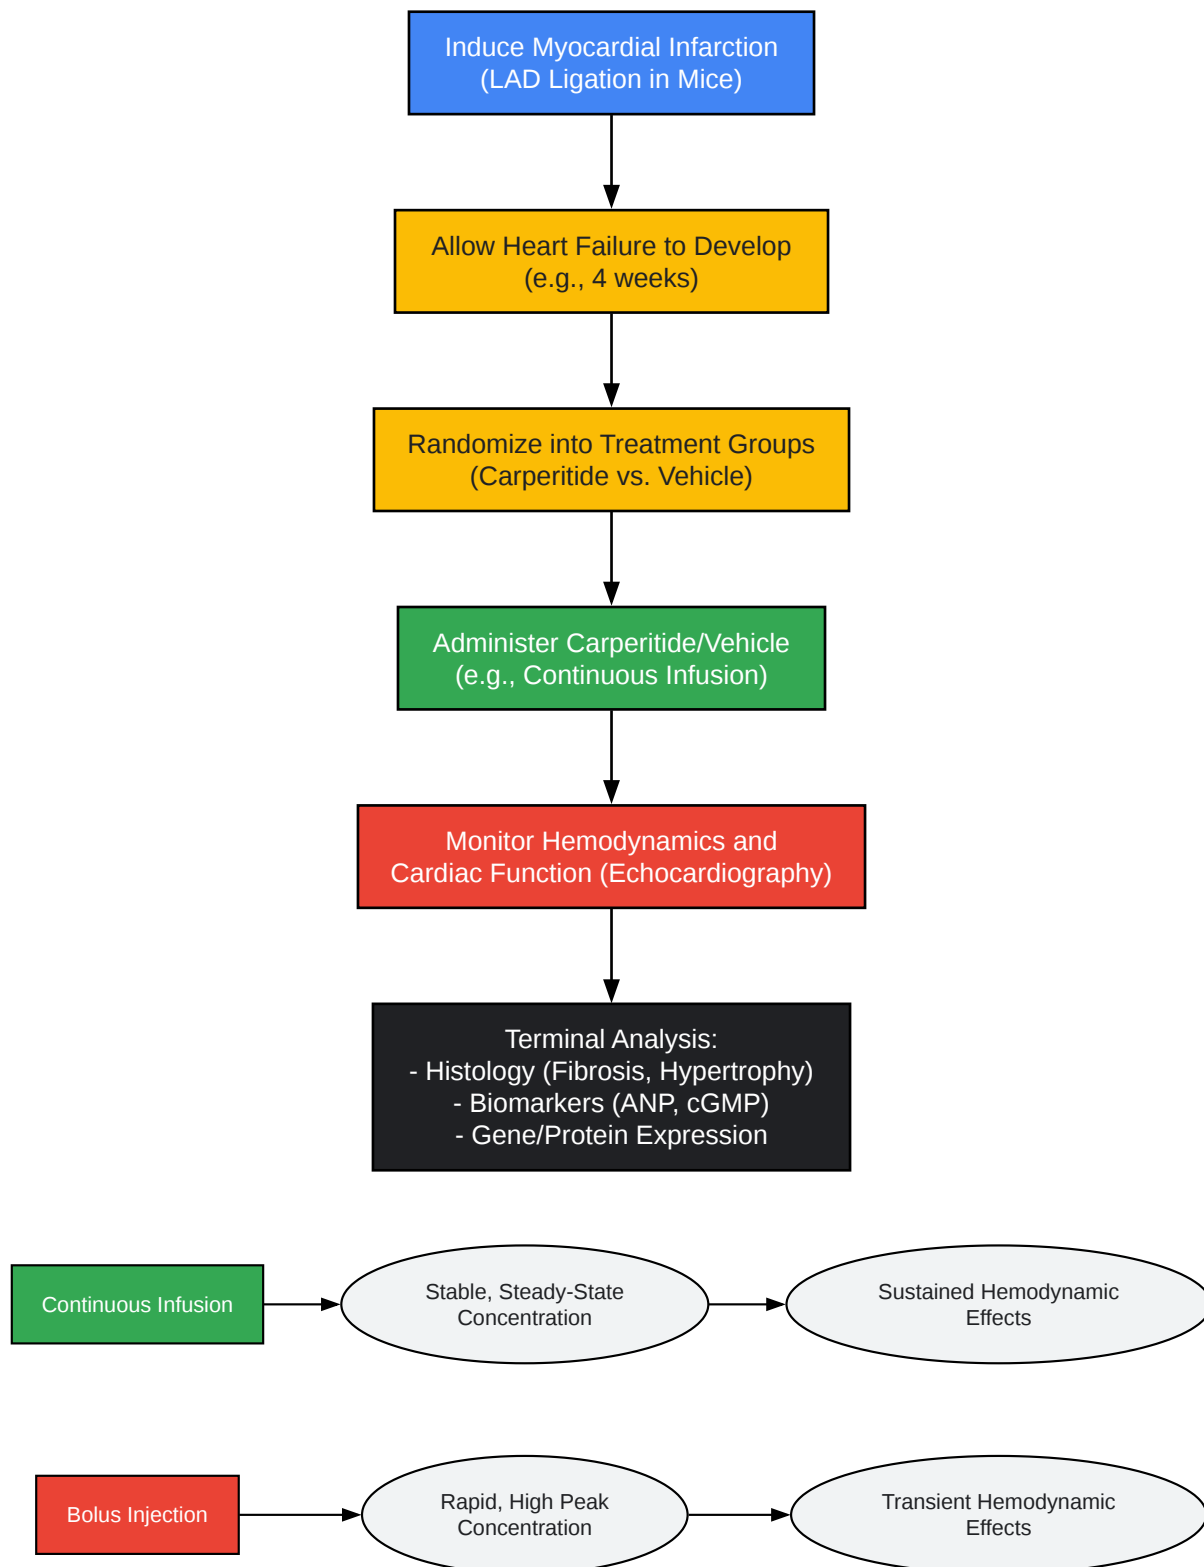 Induce Myocardial Infarction
(LAD Ligation in Mice)
Allow Heart Failure to Develop
(e.g., 4 weeks)
Randomize into Treatment Groups
(Carperitide vs. Vehicle)
Administer Carperitide/Vehicle
(e.g., Continuous Infusion)
Monitor Hemodynamics and
Cardiac Function (Echocardiography)
Terminal Analysis:
- Histology (Fibrosis, Hypertrophy)
- Biomarkers (ANP, cGMP)
- Gene/Protein Expression
Continuous Infusion
Stable, Steady-State
Concentration
Sustained Hemodynamic
Effects
Bolus Injection
Rapid, High Peak
Concentration
Transient Hemodynamic
Effects